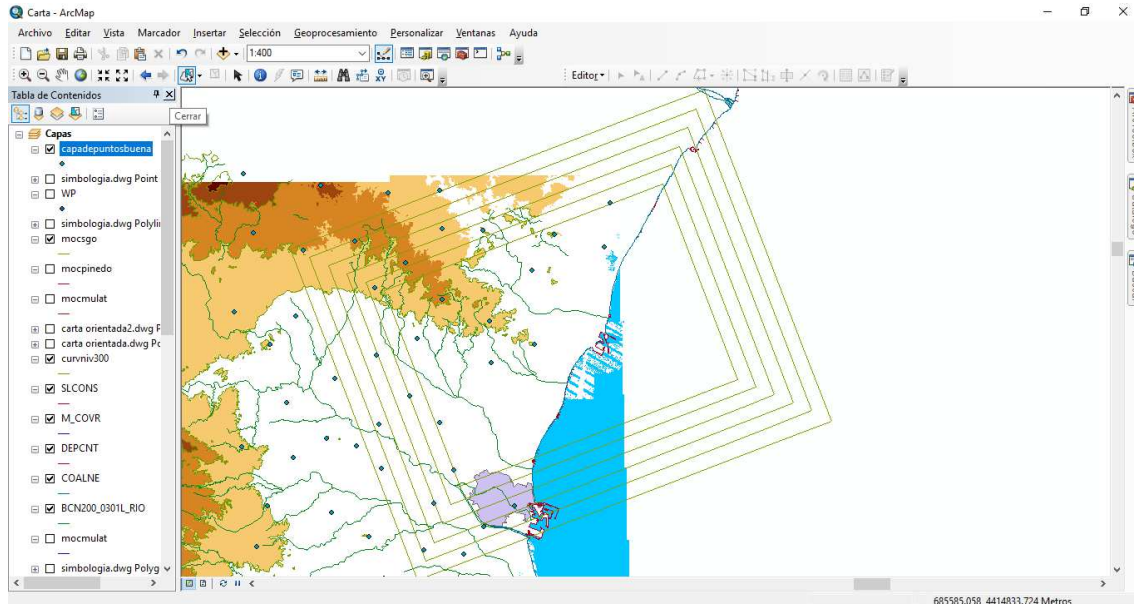 Carta - ArcMap
Archivo Editar Vista Marcador Insertar Selección Geoprocesamiento Personalizar Ventanas Ayuda
1:400
Editor
Tabla de Contenidos
Cerrar
Capas
capadepuntosbuena
simbologia.dwg Point
WP
simbologia.dwg Polylin
mocsgo
mocpinedo
mocmulat
carta orientada2.dwg P
carta orientada.dwg Po
curvniv300
SLCONS
M_COVR
DEPCNT
COALNE
BCN200_0301L_RIO
mocmulat
simbologia.dwg Polyg
685585,058 4414833,724 Metros